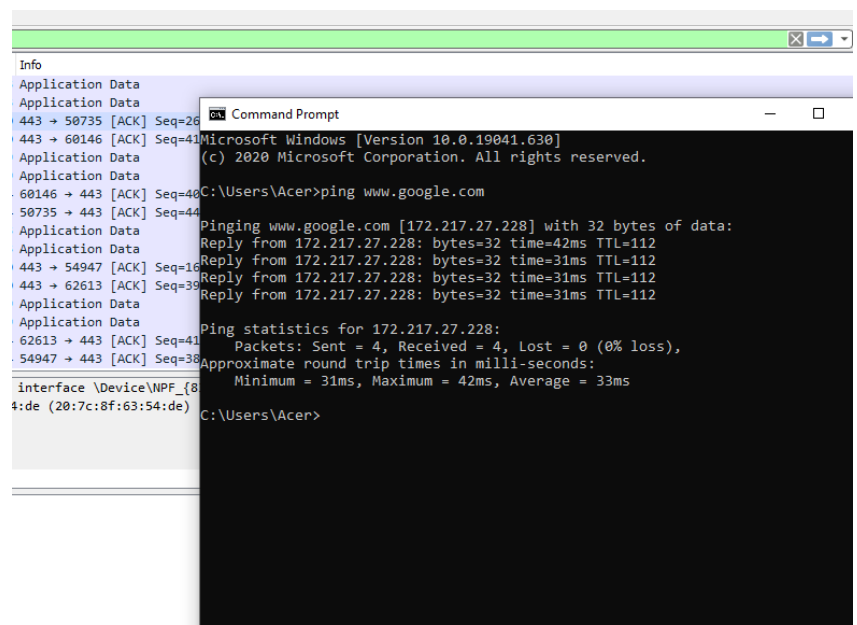 Info
Application Data
Application Data
443 → 50735 [ACK] Seq=26
443 → 60146 [ACK] Seq=41
Application Data
Application Data
60146 → 443 [ACK] Seq=40
50735 → 443 [ACK] Seq=44
Application Data
Application Data
443 → 54947 [ACK] Seq=16
443 → 62613 [ACK] Seq=39
Application Data
Application Data
62613 → 443 [ACK] Seq=41
54947 → 443 [ACK] Seq=38
interface \Device\NPF_{8
4:de (20:7c:8f:63:54:de)
Command Prompt
Microsoft Windows [Version 10.0.19041.630]
(c) 2020 Microsoft Corporation. All rights reserved.
C:\Users\Acer>ping www.google.com
Pinging www.google.com [172.217.27.228] with 32 bytes of data:
Reply from 172.217.27.228: bytes=32 time=42ms TTL=112
Reply from 172.217.27.228: bytes=32 time=31ms TTL=112
Reply from 172.217.27.228: bytes=32 time=31ms TTL=112
Reply from 172.217.27.228: bytes=32 time=31ms TTL=112
Ping statistics for 172.217.27.228:
Packets: Sent = 4, Received = 4, Lost = 0 (0% loss),
Approximate round trip times in milli-seconds:
Minimum = 31ms, Maximum = 42ms, Average = 33ms
C:\Users\Acer>